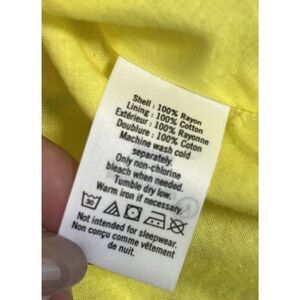 Shell : 100% Rayon
Lining : 100% Cotton
Extérieur : 100% Rayonne
Doublure : 100% Cotton
Machine wash cold
separately.
Only non-chlorine
bleach when needed.
Tumble dry low.
Warm iron if necessary.
30
Not intended for sleepwear.
Non conçu comme vêtement
de nuit.